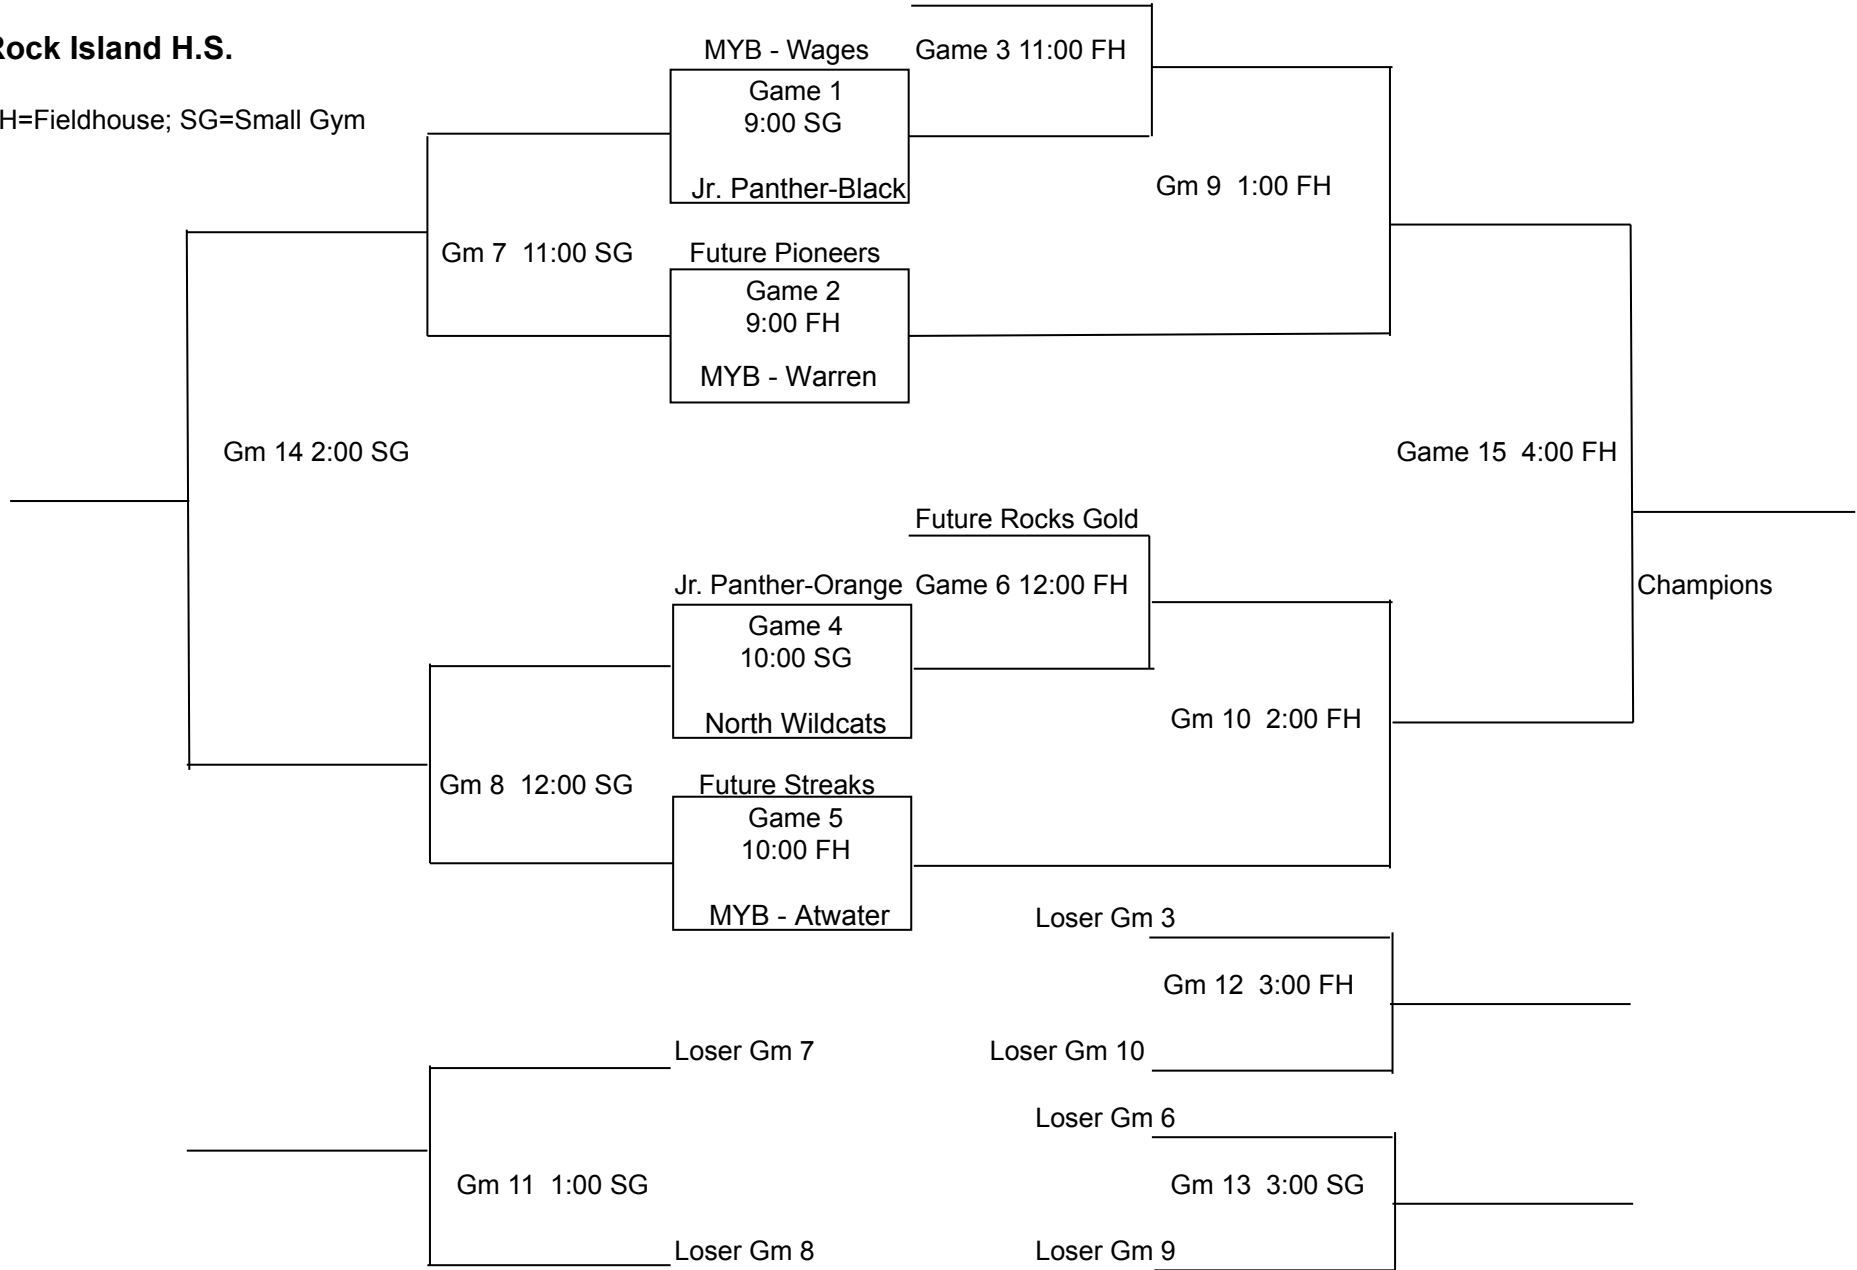 Rock Island H.S.
H=Fieldhouse; SG=Small Gym
MYB - Wages
Game 3 11:00 FH
Game 1
9:00 SG
Jr. Panther-Black
Gm 9 1:00 FH
Gm 7 11:00 SG
Future Pioneers
Game 2
9:00 FH
MYB - Warren
Gm 14 2:00 SG
Game 15 4:00 FH
Future Rocks Gold
Jr. Panther-Orange
Game 6 12:00 FH
Champions
Game 4
10:00 SG
North Wildcats
Gm 10 2:00 FH
Gm 8 12:00 SG
Future Streaks
Game 5
10:00 FH
MYB - Atwater
Loser Gm 3
Gm 12 3:00 FH
Loser Gm 7
Loser Gm 10
Loser Gm 6
Gm 11 1:00 SG
Gm 13 3:00 SG
Loser Gm 8
Loser Gm 9